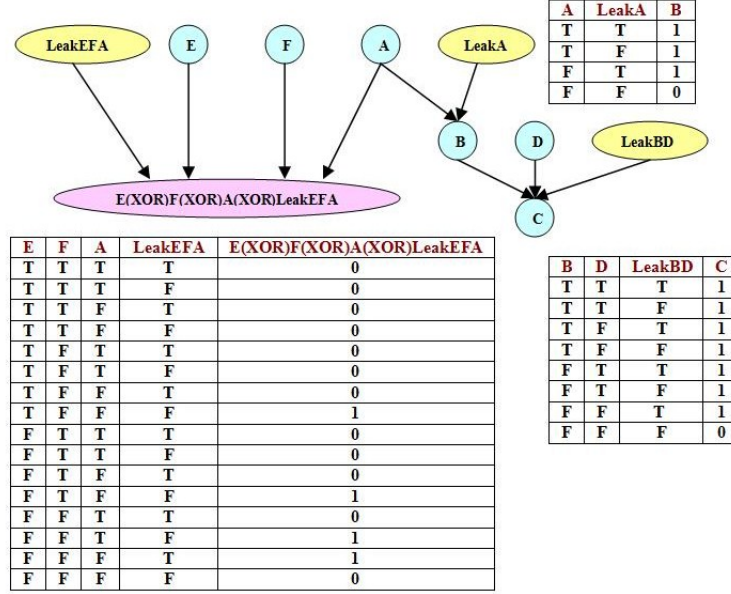 LeakEFA E F A LeakA
B D LeakBD
E(XOR)F(XOR)A(XOR)LeakEFA
C
A LeakA B
T T 1
T F 1
F T 1
F F 0
E F A LeakEFA E(XOR)F(XOR)A(XOR)LeakEFA
T T T T 0
T T T F 0
T T F T 0
T T F F 0
T F T T 0
T F T F 0
T F F T 0
T F F F 1
F T T T 0
F T T F 0
F T F T 0
F T F F 1
F F T T 0
F F T F 1
F F F T 1
F F F F 0
B D LeakBD C
T T T 1
T T F 1
T F T 1
T F F 1
F T T 1
F T F 1
F F T 1
F F F 0